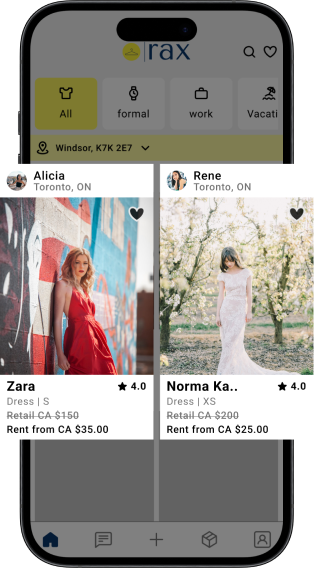 rax
All
formal
work
Vacati
Windsor, K7K 2E7
Alicia
Toronto, ON
Rene
Toronto, ON
Zara
4.0
Dress | S
Retail CA $150
Rent from CA $35.00
Norma Ka..
4.0
Dress | XS
Retail CA $200
Rent from CA $25.00